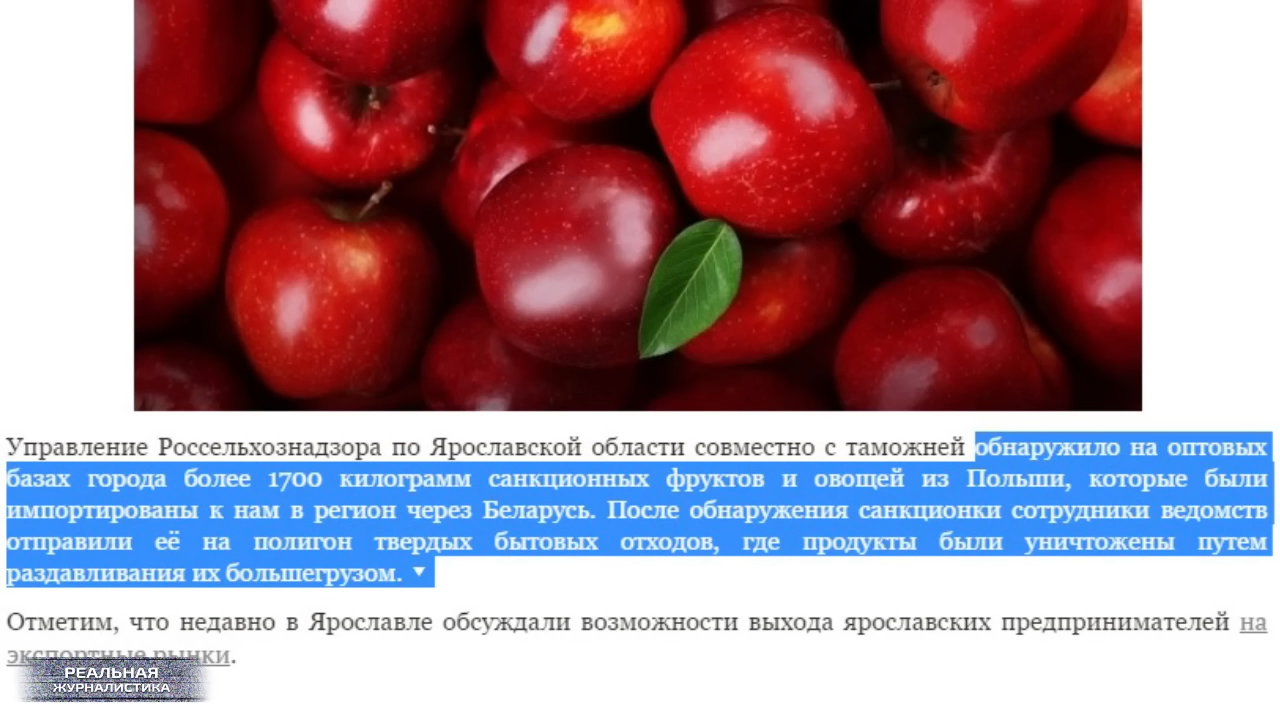 Управление Россельхознадзора по Ярославской области совместно с таможней обнаружило на оптовых
базах города более 1700 килограмм санкционных фруктов и овощей из Польши, которые были
импортированы к нам в регион через Беларусь. После обнаружения санкционки сотрудники ведомств
отправили её на полигон твердых бытовых отходов, где продукты были уничтожены путем
раздавливания их большегрузом.
Отметим, что недавно в Ярославле обсуждали возможности выхода ярославских предпринимателей на
экспортные рынки.
РЕАЛЬНАЯ
ЖУРНАЛИСТИКА